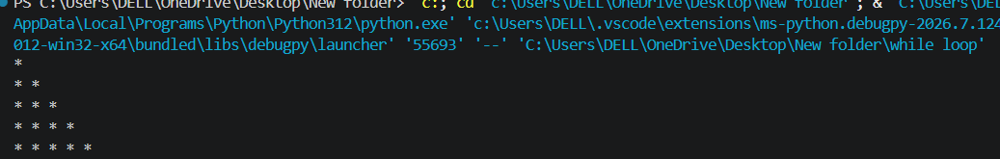 PS C:\Users\DELL\OneDrive\Desktop\New folder> c:; cd 'c:\Users\DELL\OneDrive\Desktop\New folder'; & 'c:\Users\DEL
AppData\Local\Programs\Python\Python312\python.exe' 'c:\Users\DELL\.vscode\extensions\ms-python.debugpy-2026.7.124
012-win32-x64\bundled\libs\debugpy\launcher' '55693' '--' 'C:\Users\DELL\OneDrive\Desktop\New folder\while loop'
*
* *
* * *
* * * *
* * * * *